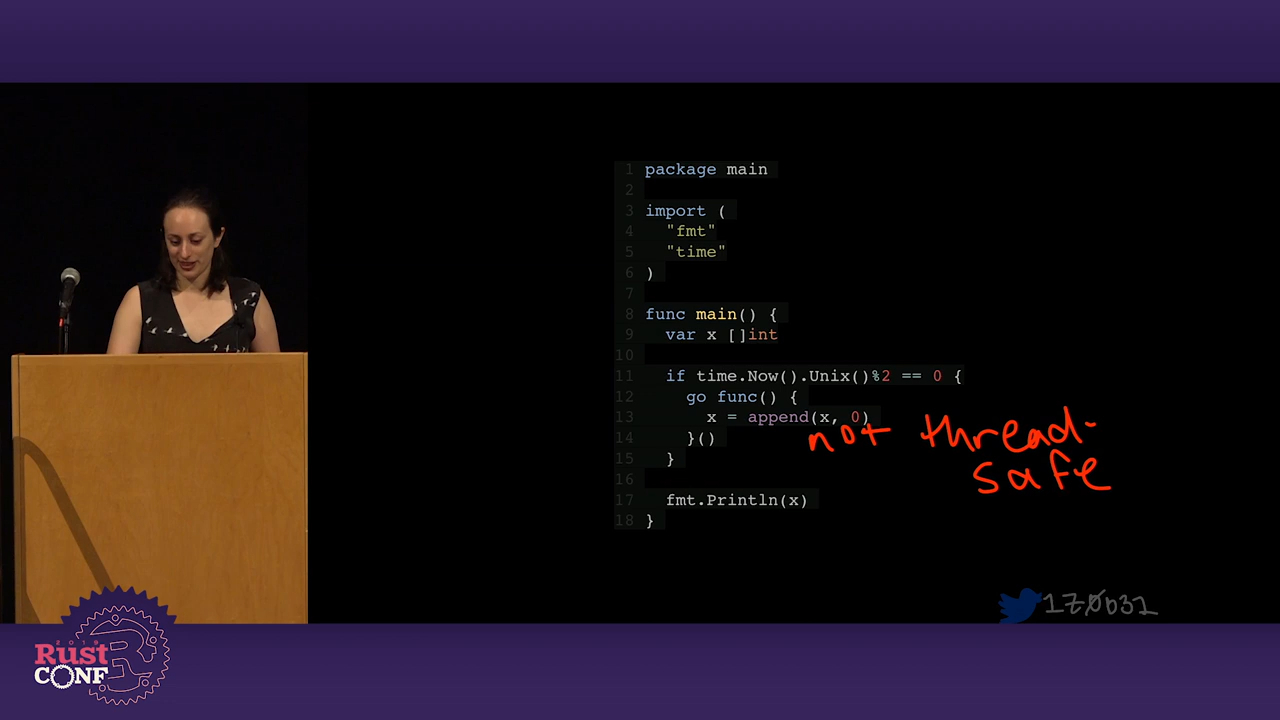 1 package main
2
3 import (
4 "fmt"
5 "time"
6 )
7
8 func main() {
9 var x []int
10
11 if time.Now().Unix()%2 == 0 {
12 go func() {
13 x = append(x, 0)
14 }()
15 }
16
17 fmt.Println(x)
18 }
not thread-
safe
2019
Rust
CONF